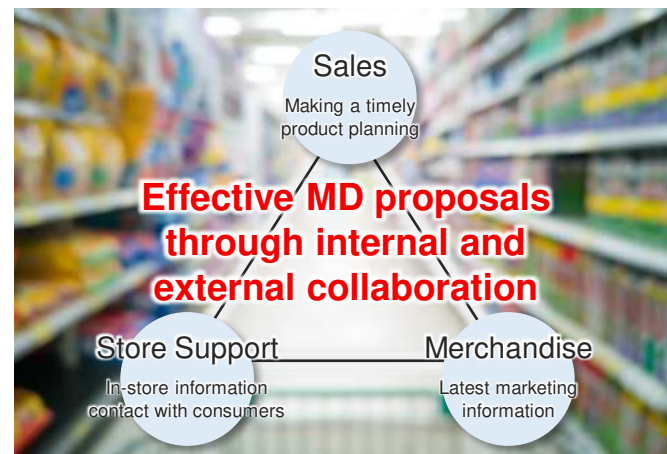 Sales
Making a timely
product planning
Effective MD proposals
through internal and
external collaboration
Store Support
In-store information
contact with consumers
Merchandise
Latest marketing
information